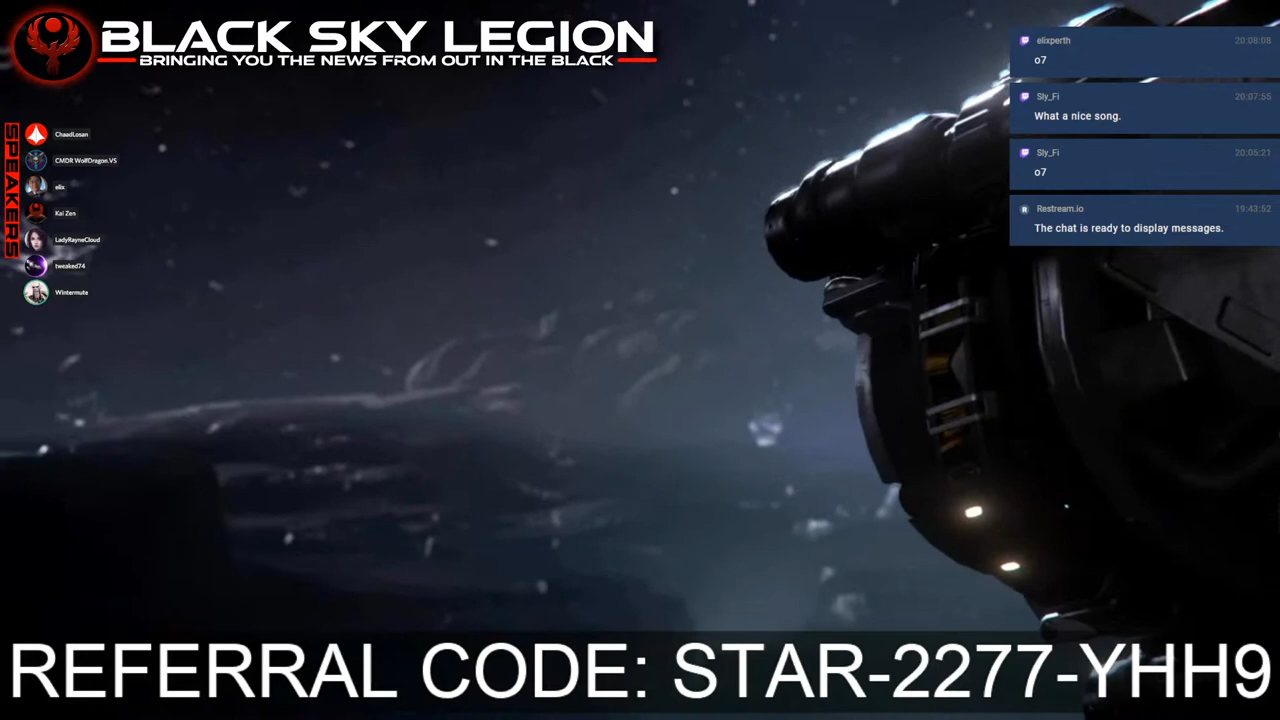 BLACK SKY LEGION
BRINGING YOU THE NEWS FROM OUT IN THE BLACK
SPEAKERS
ChaadLosan
CMDR WolfDragon.VS
elix
Kai Zen
LadyRayneCloud
tweaked74
Wintermute
elixperth 20:08:08
o7
Sly_Fi 20:07:55
What a nice song.
Sly_Fi 20:05:21
o7
Restream.io 19:43:52
The chat is ready to display messages.
REFERRAL CODE: STAR-2277-YHH9